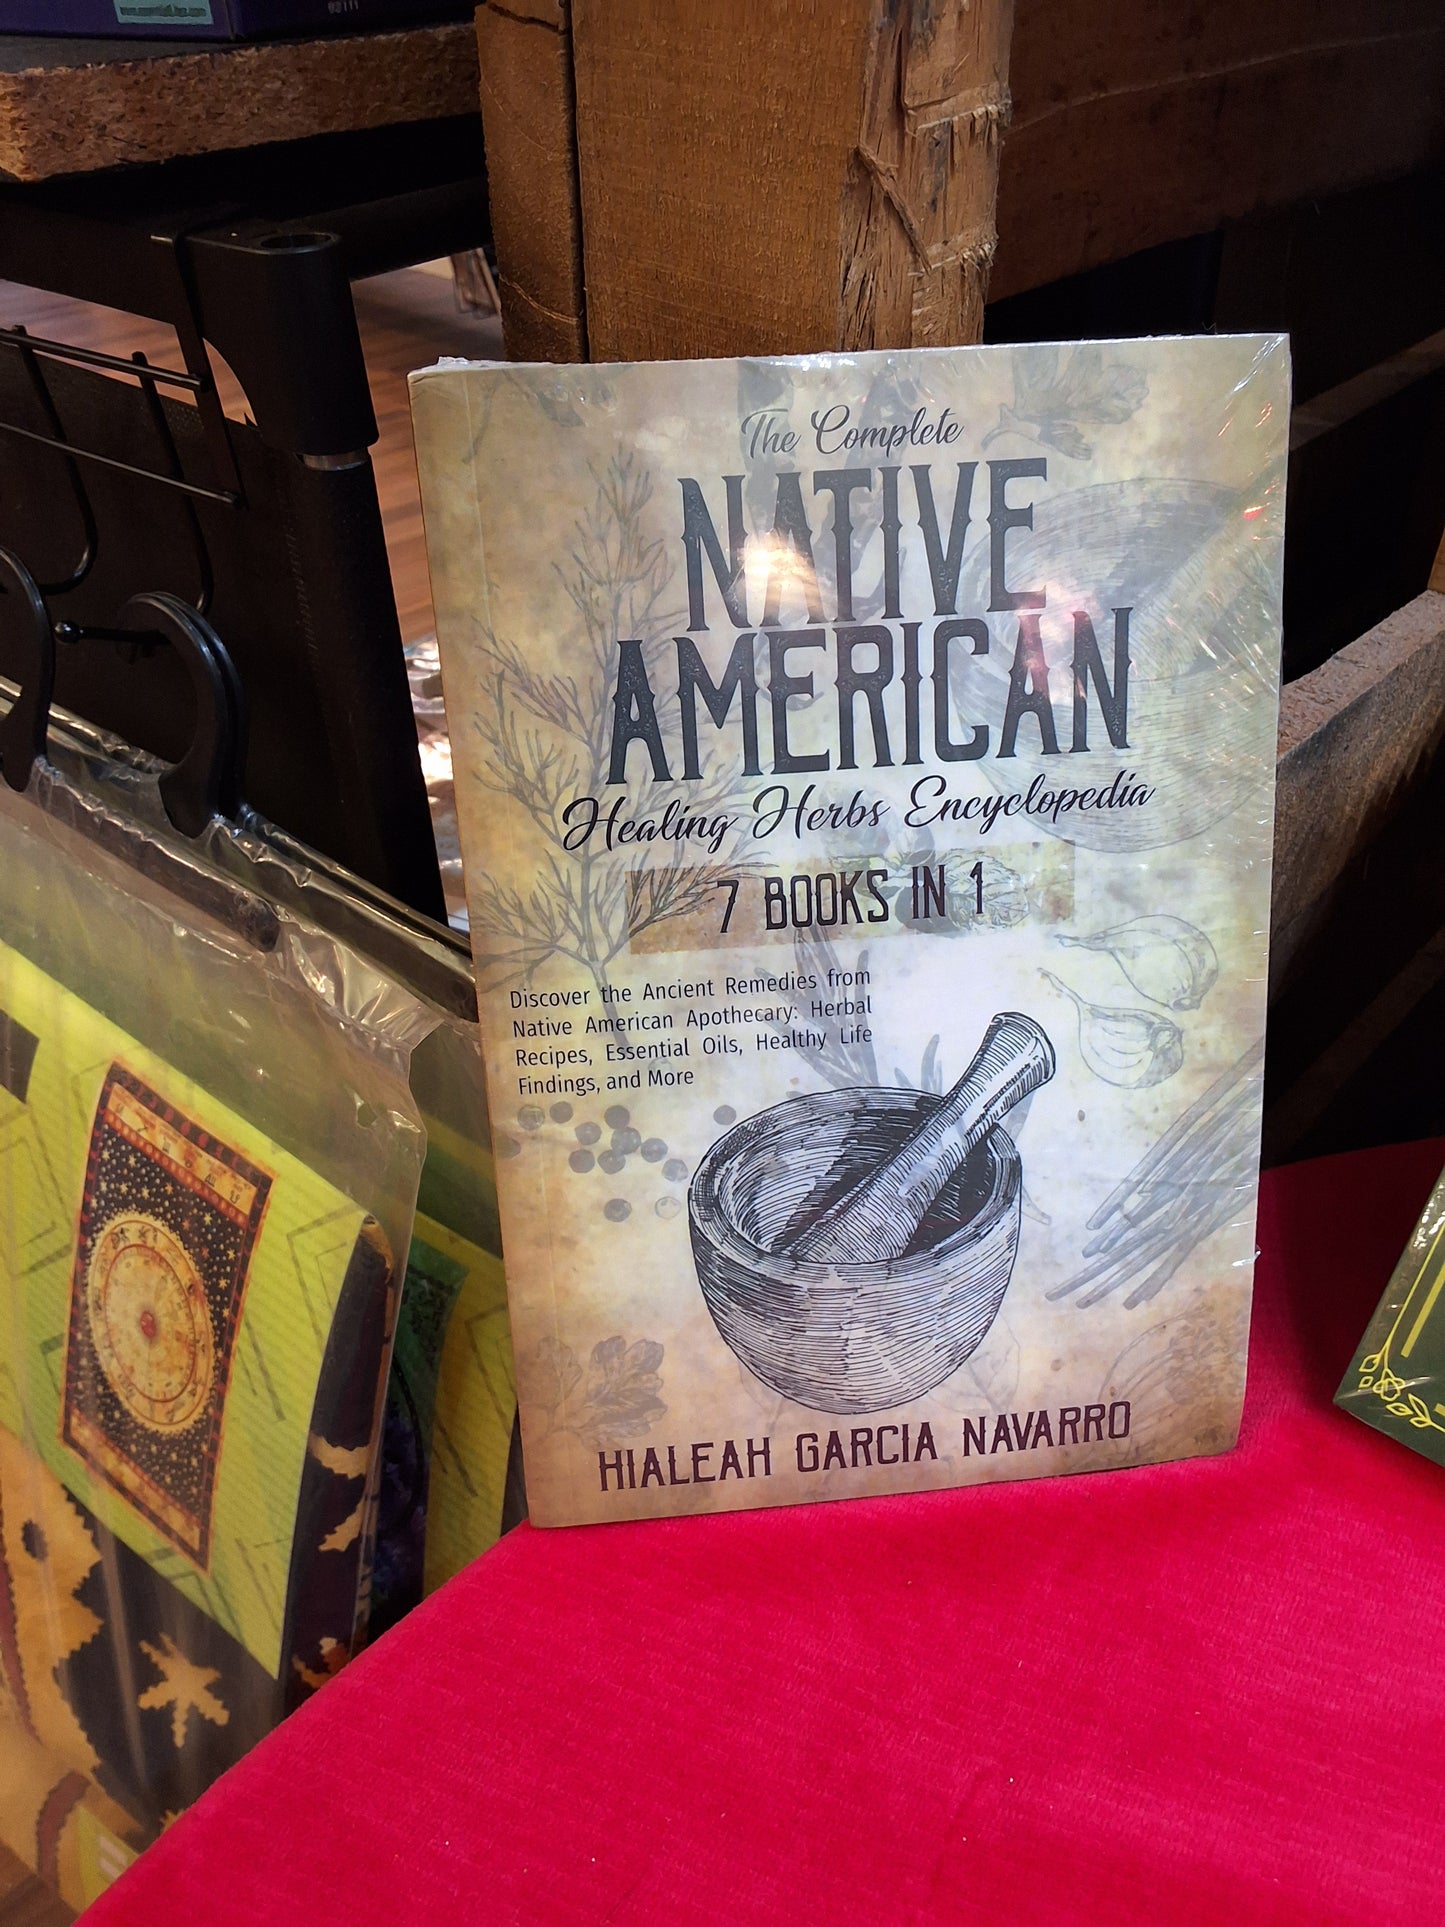 The Complete
NATIVE
AMERICAN
Healing Herbs Encyclopedia
7 BOOKS IN 1
Discover the Ancient Remedies from
Native American Apothecary: Herbal
Recipes, Essential Oils, Healthy Life
Findings, and More
HIALEAH GARCIA NAVARRO